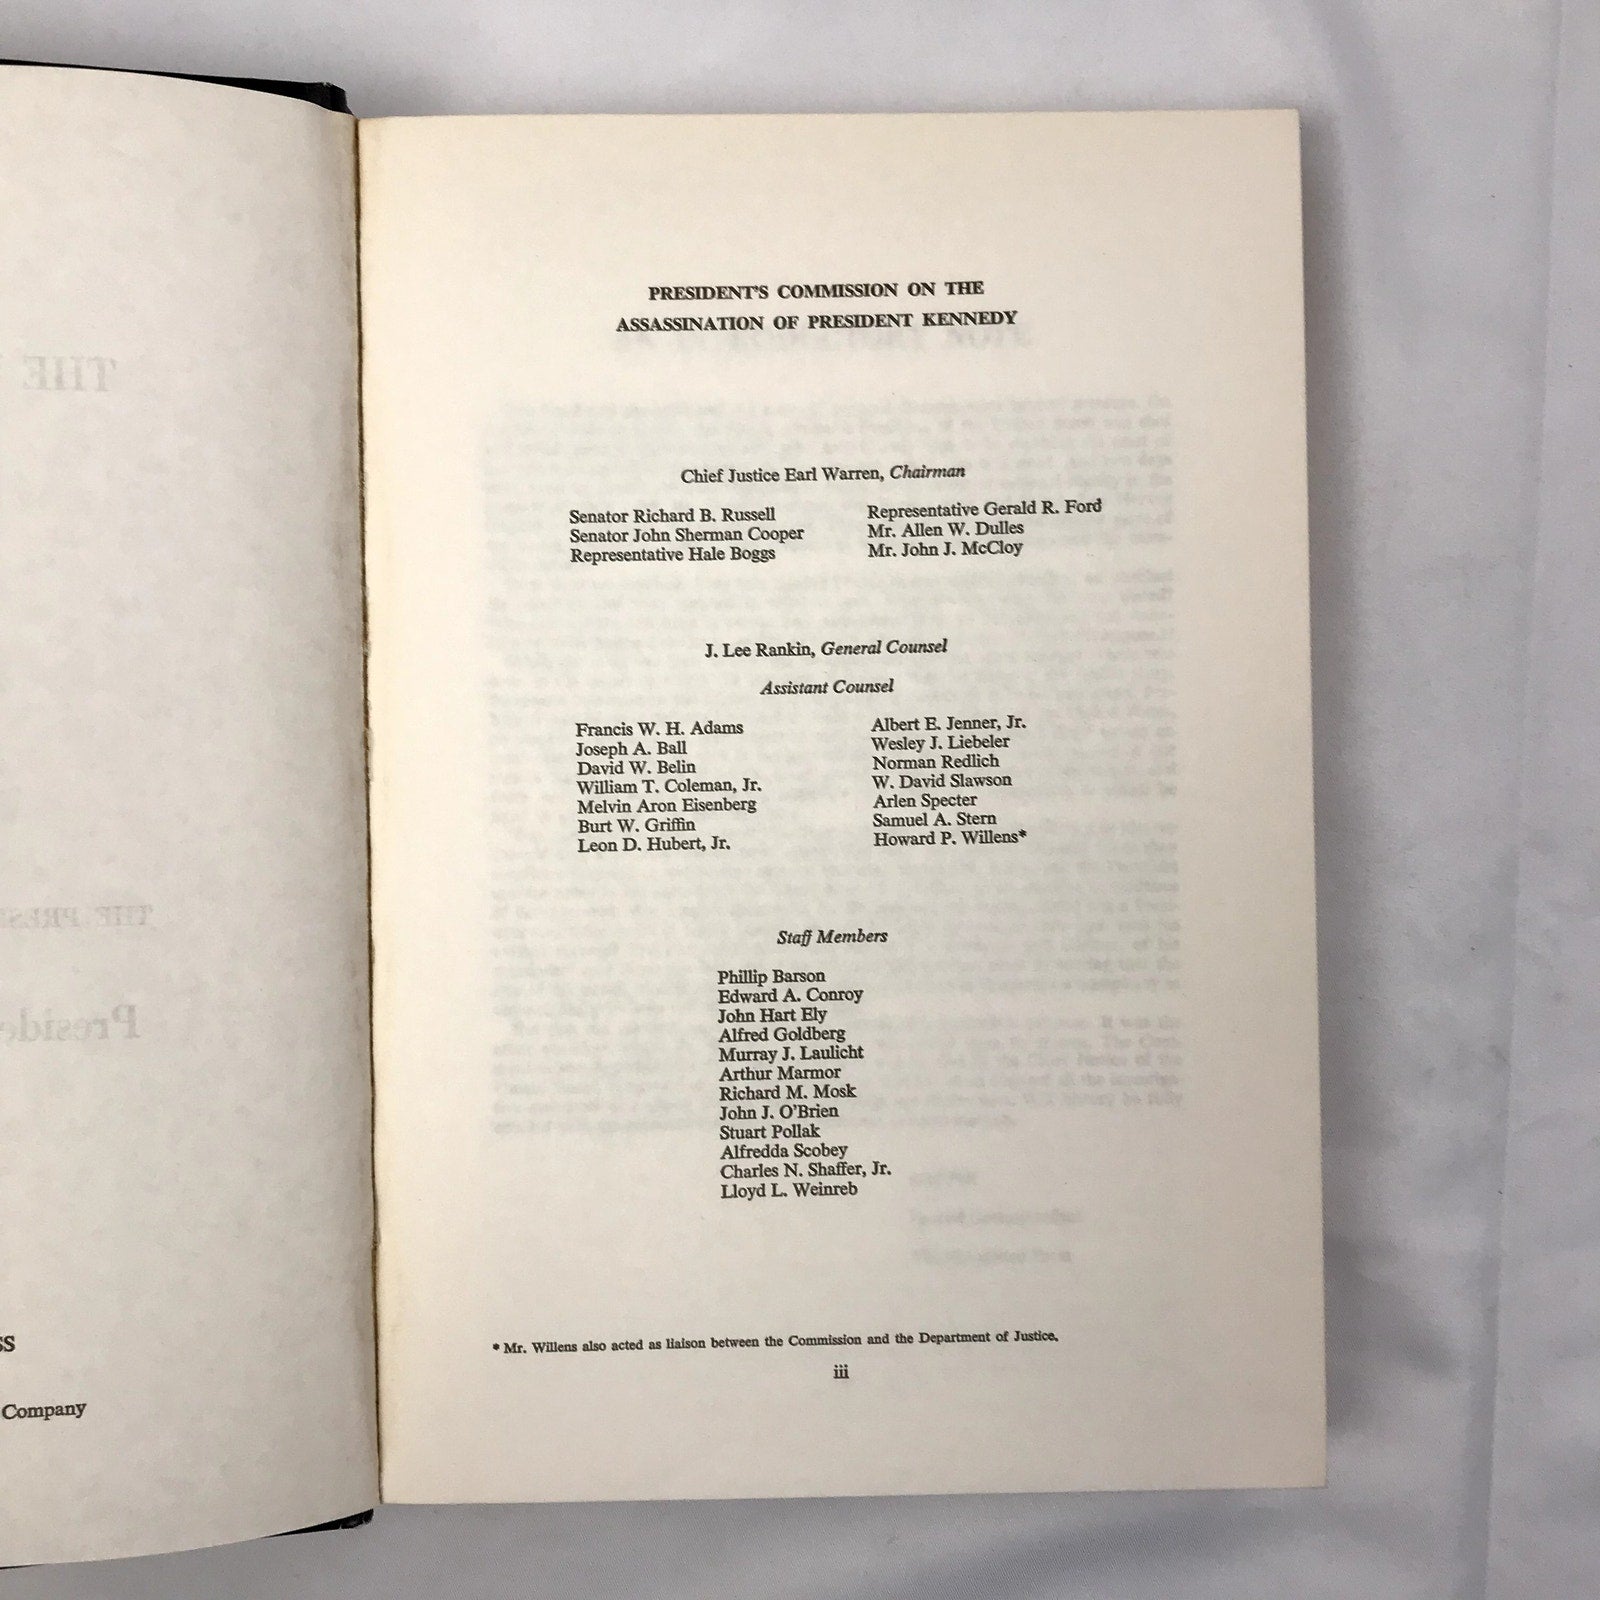 THE
THE PRES
Preside
SS
Company
PRESIDENT'S COMMISSION ON THE
ASSASSINATION OF PRESIDENT KENNEDY
Chief Justice Earl Warren, Chairman
Senator Richard B. Russell
Senator John Sherman Cooper
Representative Hale Boggs
Representative Gerald R. Ford
Mr. Allen W. Dulles
Mr. John J. McCloy
J. Lee Rankin, General Counsel
Assistant Counsel
Francis W. H. Adams
Joseph A. Ball
David W. Belin
William T. Coleman, Jr.
Melvin Aron Eisenberg
Burt W. Griffin
Leon D. Hubert, Jr.
Albert E. Jenner, Jr.
Wesley J. Liebeler
Norman Redlich
W. David Slawson
Arlen Specter
Samuel A. Stern
Howard P. Willens*
Staff Members
Phillip Barson
Edward A. Conroy
John Hart Ely
Alfred Goldberg
Murray J. Laulicht
Arthur Marmor
Richard M. Mosk
John J. O'Brien
Stuart Pollak
Alfredda Scobey
Charles N. Shaffer, Jr.
Lloyd L. Weinreb
* Mr. Willens also acted as liaison between the Commission and the Department of Justice.
iii